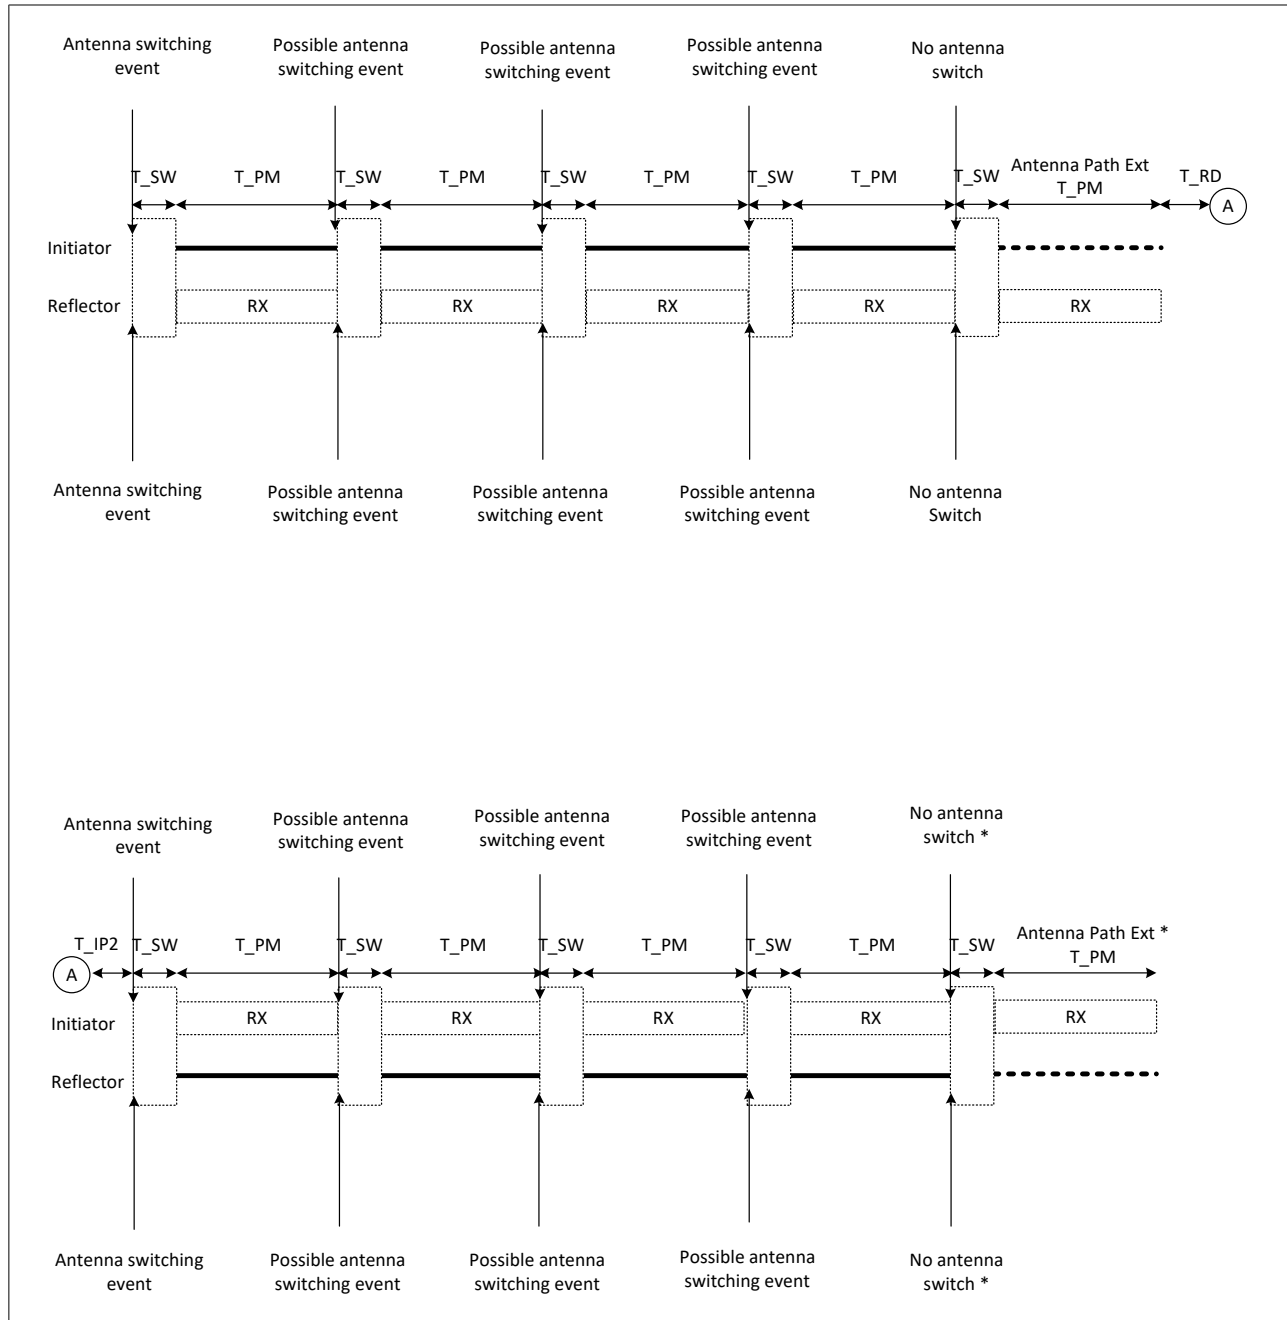 Antenna switching
event
Possible antenna
switching event
Possible antenna
switching event
Possible antenna
switching event
No antenna
switch
T_SW
T_PM
T_SW
T_PM
T_SW
T_PM
T_SW
T_PM
T_SW
Antenna Path Ext
T_PM
T_RD
A
Initiator
Reflector
RX
RX
RX
RX
RX
Antenna switching
event
Possible antenna
switching event
Possible antenna
switching event
Possible antenna
switching event
No antenna
Switch
Antenna switching
event
Possible antenna
switching event
Possible antenna
switching event
Possible antenna
switching event
No antenna
switch *
T_IP2
T_SW
T_PM
T_SW
T_PM
T_SW
T_PM
T_SW
T_PM
T_SW
Antenna Path Ext *
T_PM
A
Initiator
RX
RX
RX
RX
RX
Reflector
Antenna switching
event
Possible antenna
switching event
Possible antenna
switching event
Possible antenna
switching event
No antenna
switch *